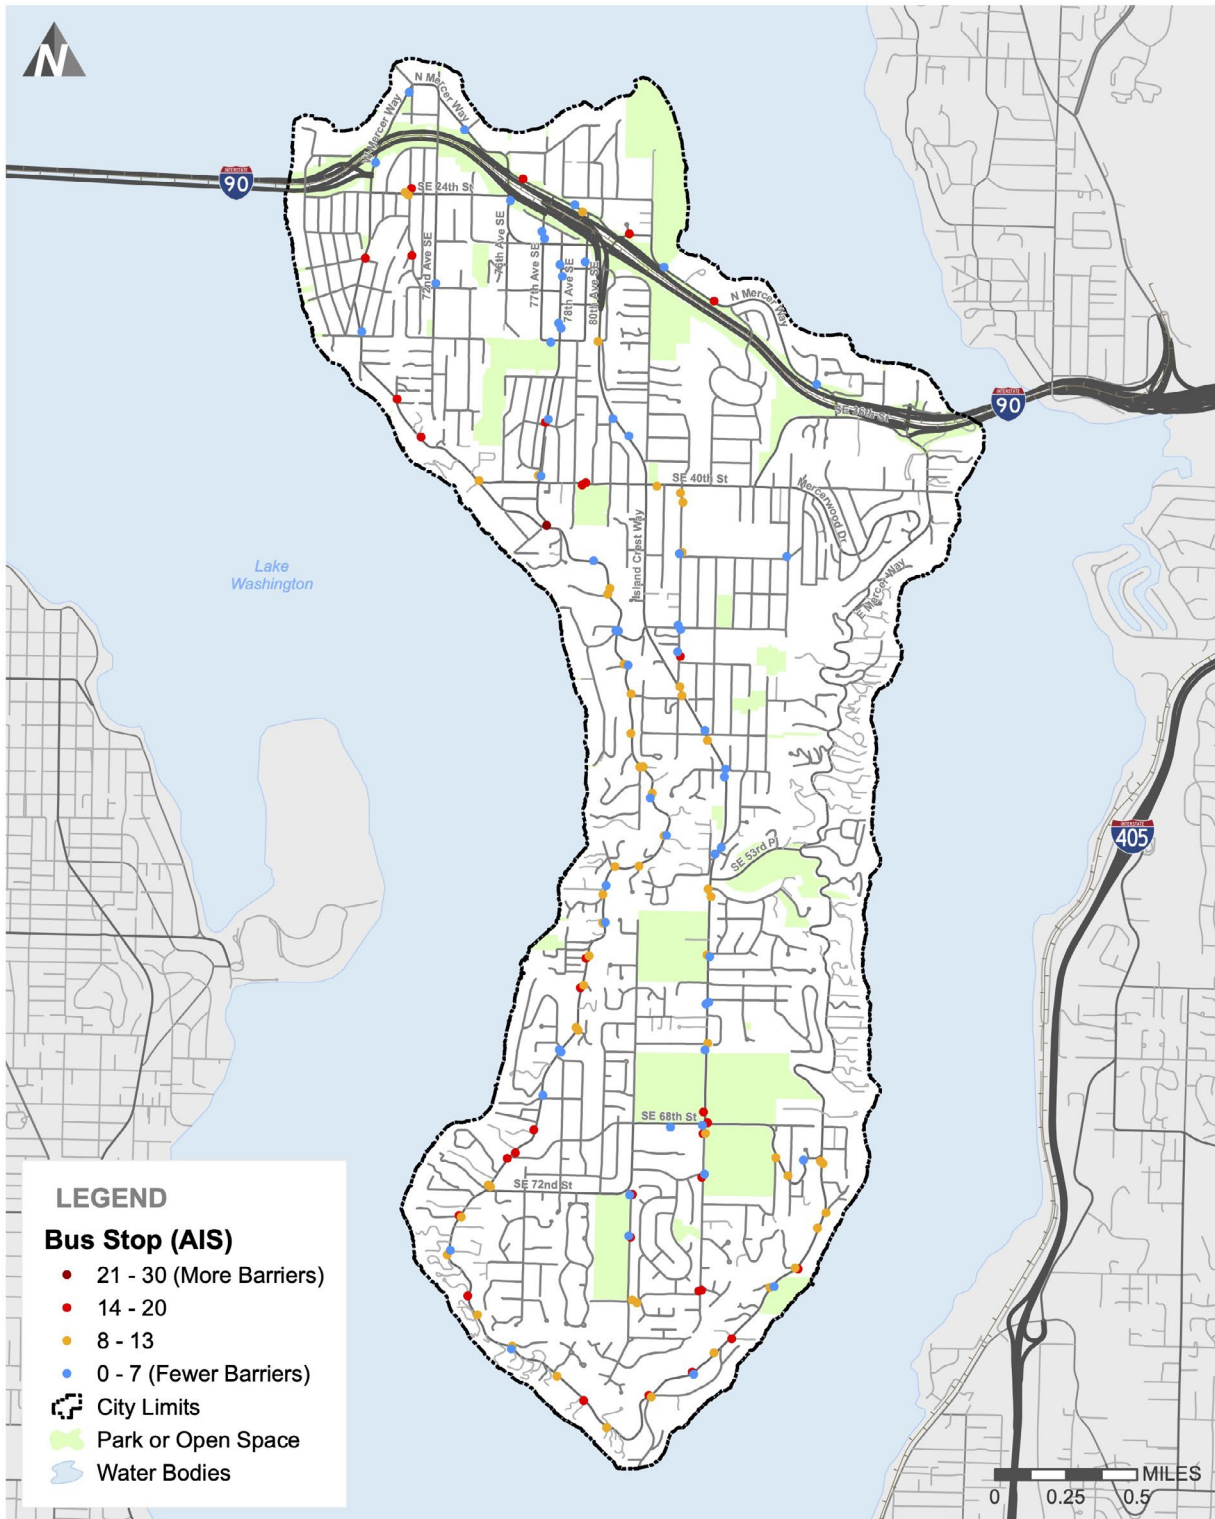 N
N Mercer Way
N Mercer Way
INTERSTATE
90
SE 24th St
72nd Ave SE
76th Ave SE
77th Ave SE
78th Ave SE
80th Ave SE
N Mercer Way
INTERSTATE
90
SE 36th St
SE 40th St
Mercerwood Dr
Island Crest Way
E Mercer Way
Lake
Washington
INTERSTATE
405
SE 53rd Pl
SE 68th St
SE 72nd St
LEGEND
Bus Stop (AIS)
21 - 30 (More Barriers)
14 - 20
8 - 13
0 - 7 (Fewer Barriers)
City Limits
Park or Open Space
Water Bodies
MILES
0 0.25 0.5